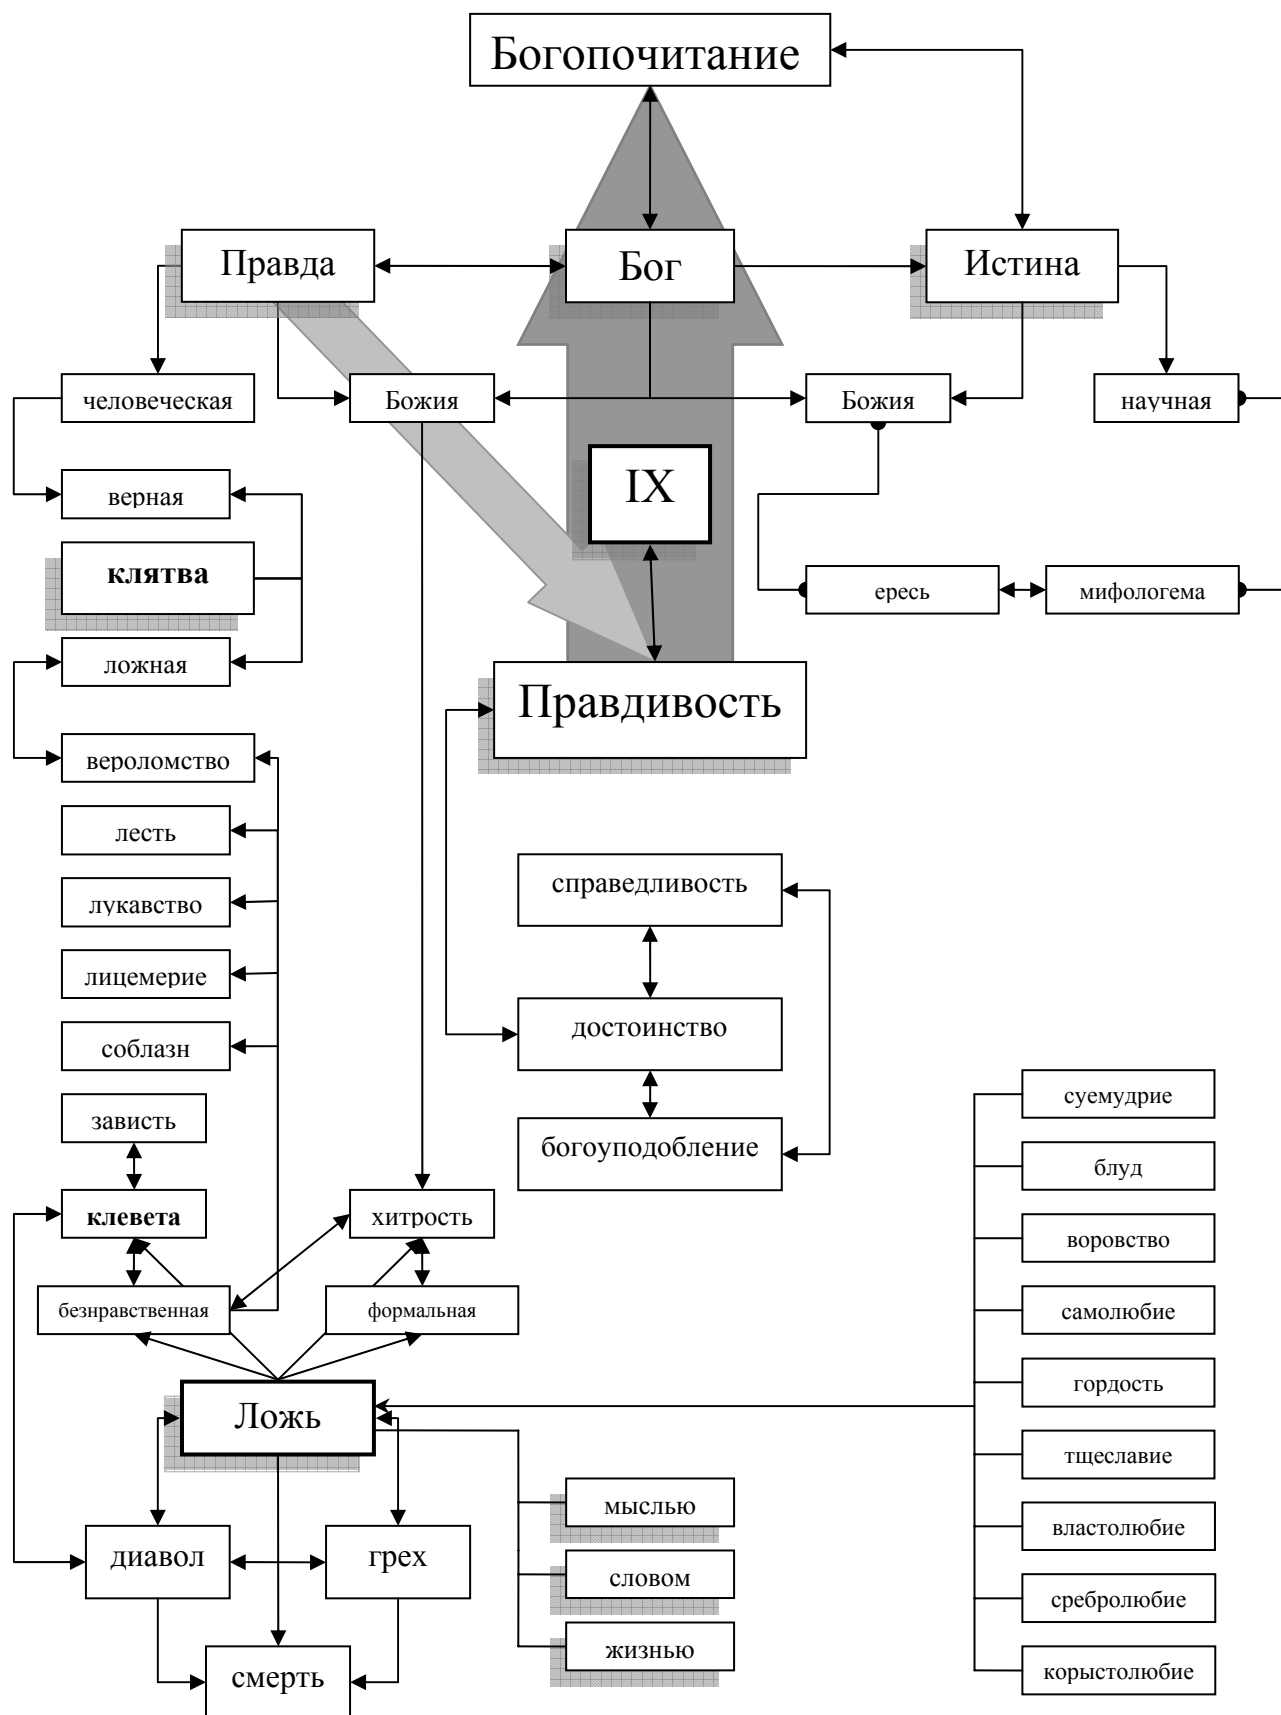 Богопочитание
Правда
Бог
Истина
человеческая
Божия
Божия
научная
IX
верная
клятва
ересь
мифологема
ложная
Правдивость
вероломство
лесть
справедливость
лукавство
лицемерие
достоинство
соблазн
суемудрие
зависть
богоуподобление
блуд
клевета
хитрость
воровство
безнравственная
формальная
самолюбие
гордость
Ложь
тщеславие
мыслью
властолюбие
диавол
грех
словом
сребролюбие
жизнью
корыстолюбие
смерть